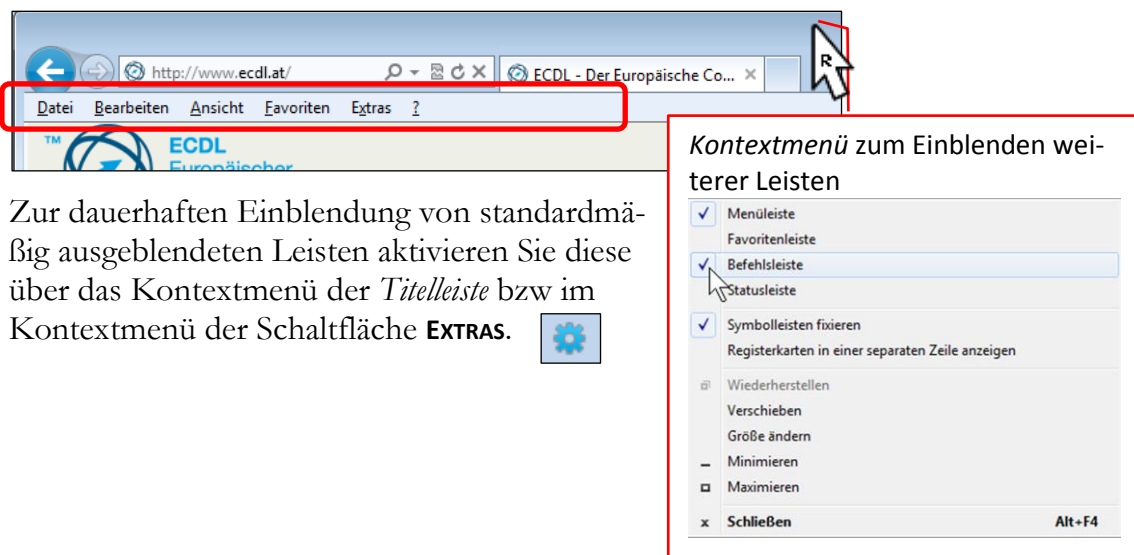 http://www.ecdl.at/
ECDL - Der Europäische Co...
Datei Bearbeiten Ansicht Favoriten Extras ?
TM
ECDL
Europäischer
R
Kontextmenü zum Einblenden wei-
terer Leisten
Menüleiste
Favoritenleiste
Befehlsleiste
Statusleiste
Symbolleisten fixieren
Registerkarten in einer separaten Zeile anzeigen
Wiederherstellen
Verschieben
Größe ändern
Minimieren
Maximieren
Schließen Alt+F4
Zur dauerhaften Einblendung von standardmä-
ßig ausgeblendeten Leisten aktivieren Sie diese
über das Kontextmenü der Titelleiste bzw im
Kontextmenü der Schaltfläche EXTRAS.